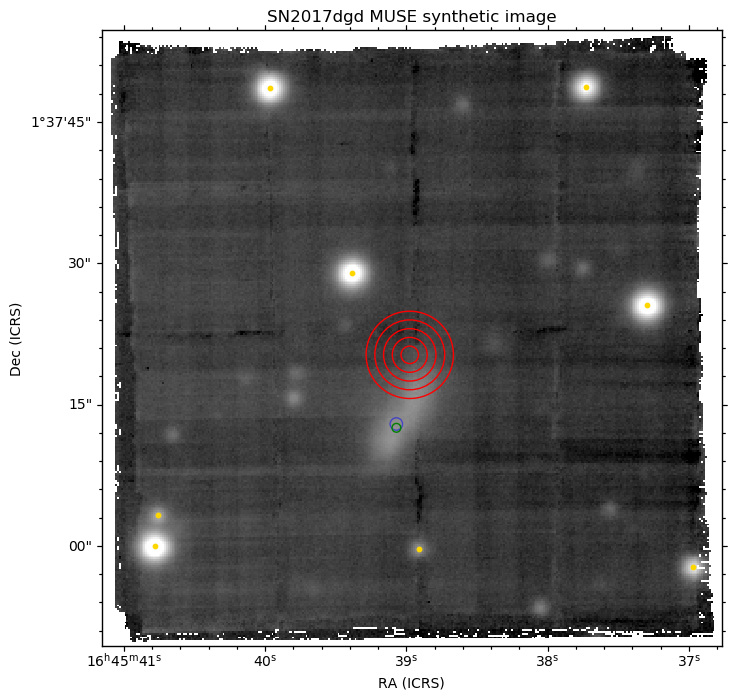 SN2017dgd MUSE synthetic image
1°37'45"
30"
15"
00"
16ʰ45ᵐ41ˢ 40ˢ 39ˢ 38ˢ 37ˢ
Dec (ICRS)
RA (ICRS)